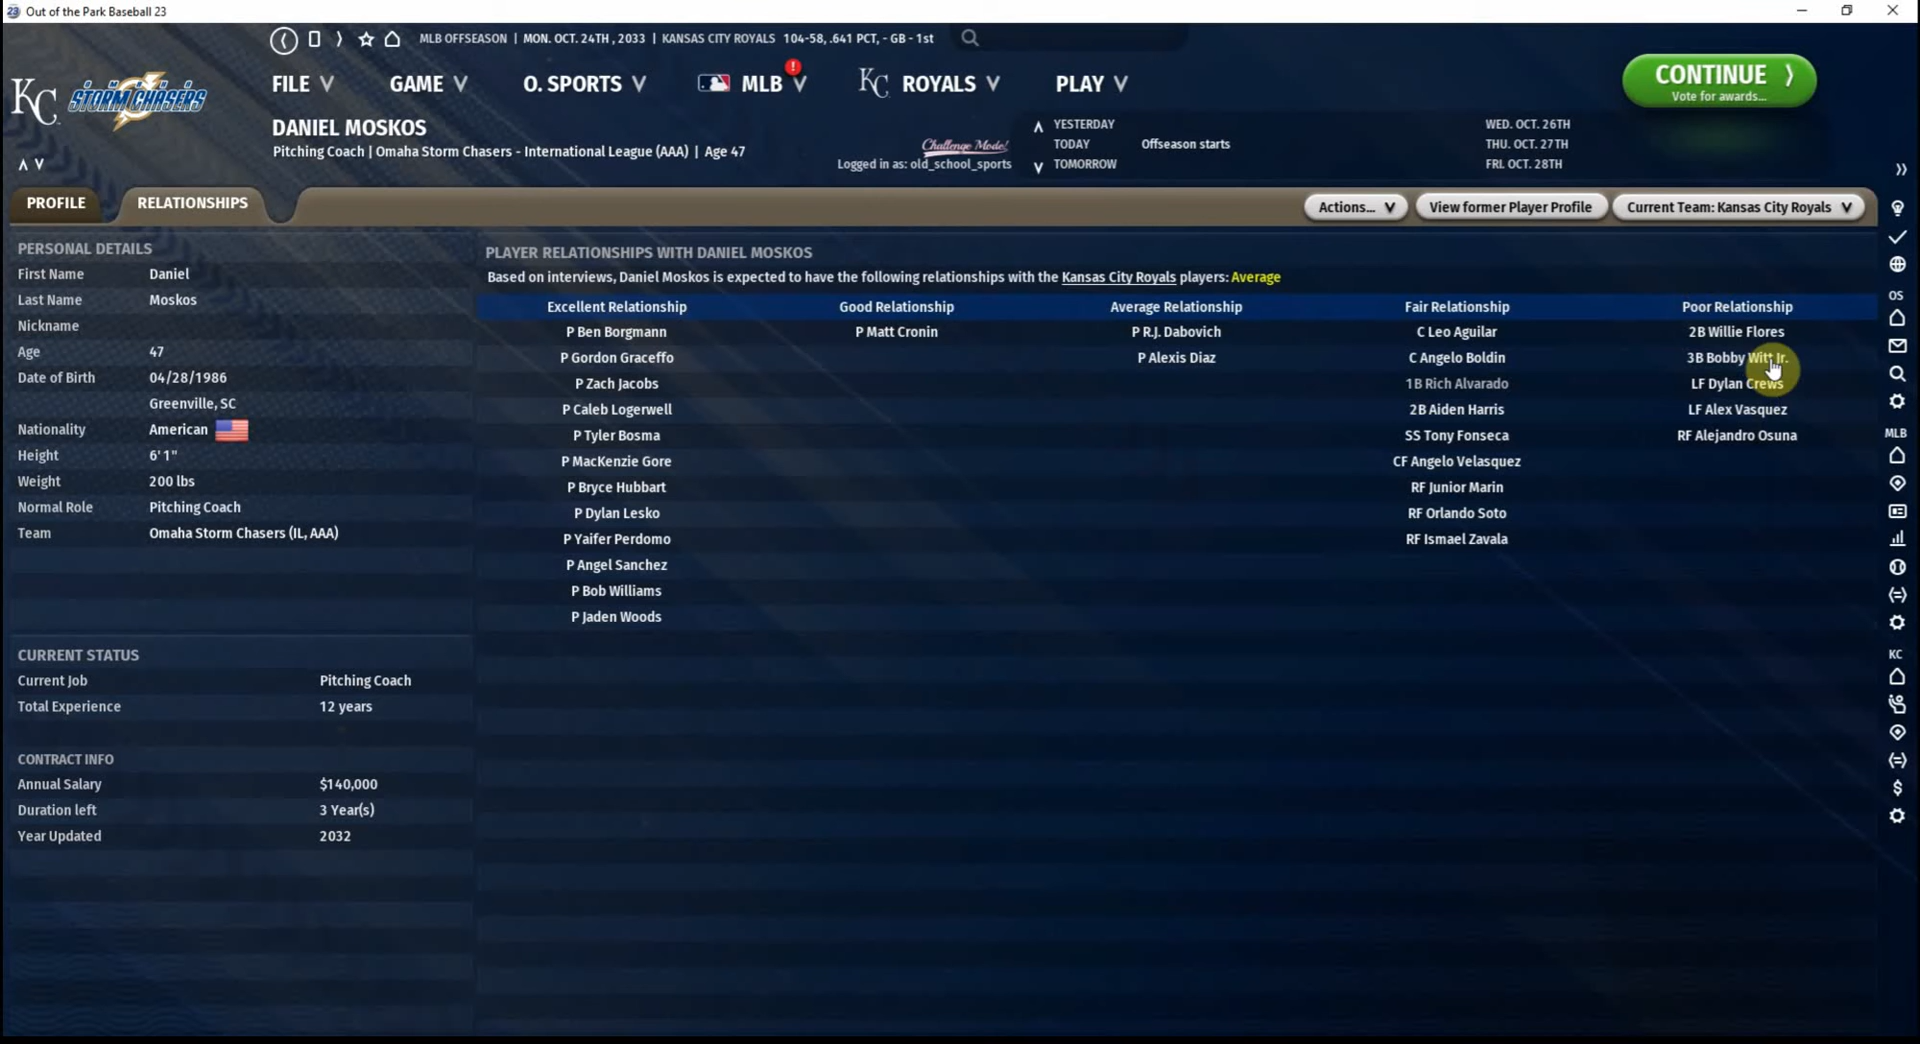 Out of the Park Baseball 23
MLB OFFSEASON | MON. OCT. 24TH , 2033 | KANSAS CITY ROYALS 104-58, .641 PCT, - GB - 1st
FILE
GAME
O. SPORTS
MLB
ROYALS
PLAY
CONTINUE
Vote for awards...
KC
STORM CHASERS
DANIEL MOSKOS
Pitching Coach | Omaha Storm Chasers - International League (AAA) | Age 47
Challenge Mode!
Logged in as: old_school_sports
YESTERDAY
TODAY
TOMORROW
Offseason starts
WED. OCT. 26TH
THU. OCT. 27TH
FRI. OCT. 28TH
PROFILE
RELATIONSHIPS
Actions...
View former Player Profile
Current Team: Kansas City Royals
PERSONAL DETAILS
First Name Daniel
Last Name Moskos
Nickname
Age 47
Date of Birth 04/28/1986
Greenville, SC
Nationality American
Height 6' 1"
Weight 200 lbs
Normal Role Pitching Coach
Team Omaha Storm Chasers (IL, AAA)
CURRENT STATUS
Current Job Pitching Coach
Total Experience 12 years
CONTRACT INFO
Annual Salary $140,000
Duration left 3 Year(s)
Year Updated 2032
PLAYER RELATIONSHIPS WITH DANIEL MOSKOS
Based on interviews, Daniel Moskos is expected to have the following relationships with the Kansas City Royals players: Average
Excellent Relationship
P Ben Borgmann
P Gordon Graceffo
P Zach Jacobs
P Caleb Logerwell
P Tyler Bosma
P MacKenzie Gore
P Bryce Hubbart
P Dylan Lesko
P Yaifer Perdomo
P Angel Sanchez
P Bob Williams
P Jaden Woods
Good Relationship
P Matt Cronin
Average Relationship
P R.J. Dabovich
P Alexis Diaz
Fair Relationship
C Leo Aguilar
C Angelo Boldin
1B Rich Alvarado
2B Aiden Harris
SS Tony Fonseca
CF Angelo Velasquez
RF Junior Marin
RF Orlando Soto
RF Ismael Zavala
Poor Relationship
2B Willie Flores
3B Bobby Witt Jr.
LF Dylan Crews
LF Alex Vasquez
RF Alejandro Osuna
OS
MLB
KC